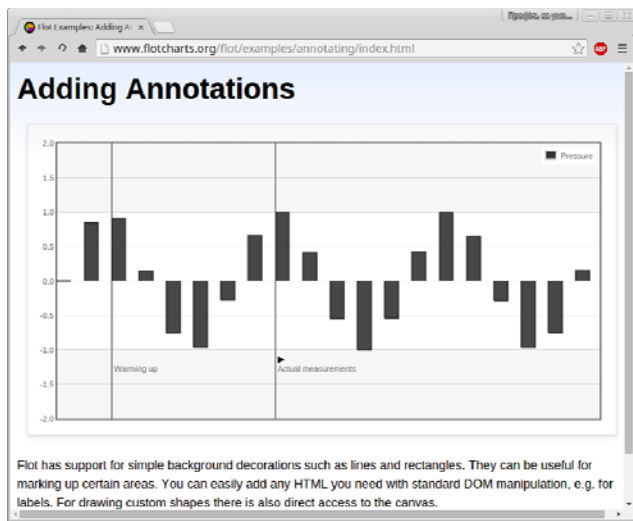 Flot Examples: Adding An
www.flotcharts.org/flot/examples/annotating/index.html
ABP
Adding Annotations
2.0
Pressure
1.5
1.0
0.5
0.0
-0.5
-1.0
Warming up
Actual measurements
-1.5
-2.0
Flot has support for simple background decorations such as lines and rectangles. They can be useful for
marking up certain areas. You can easily add any HTML you need with standard DOM manipulation, e.g. for
labels. For drawing custom shapes there is also direct access to the canvas.